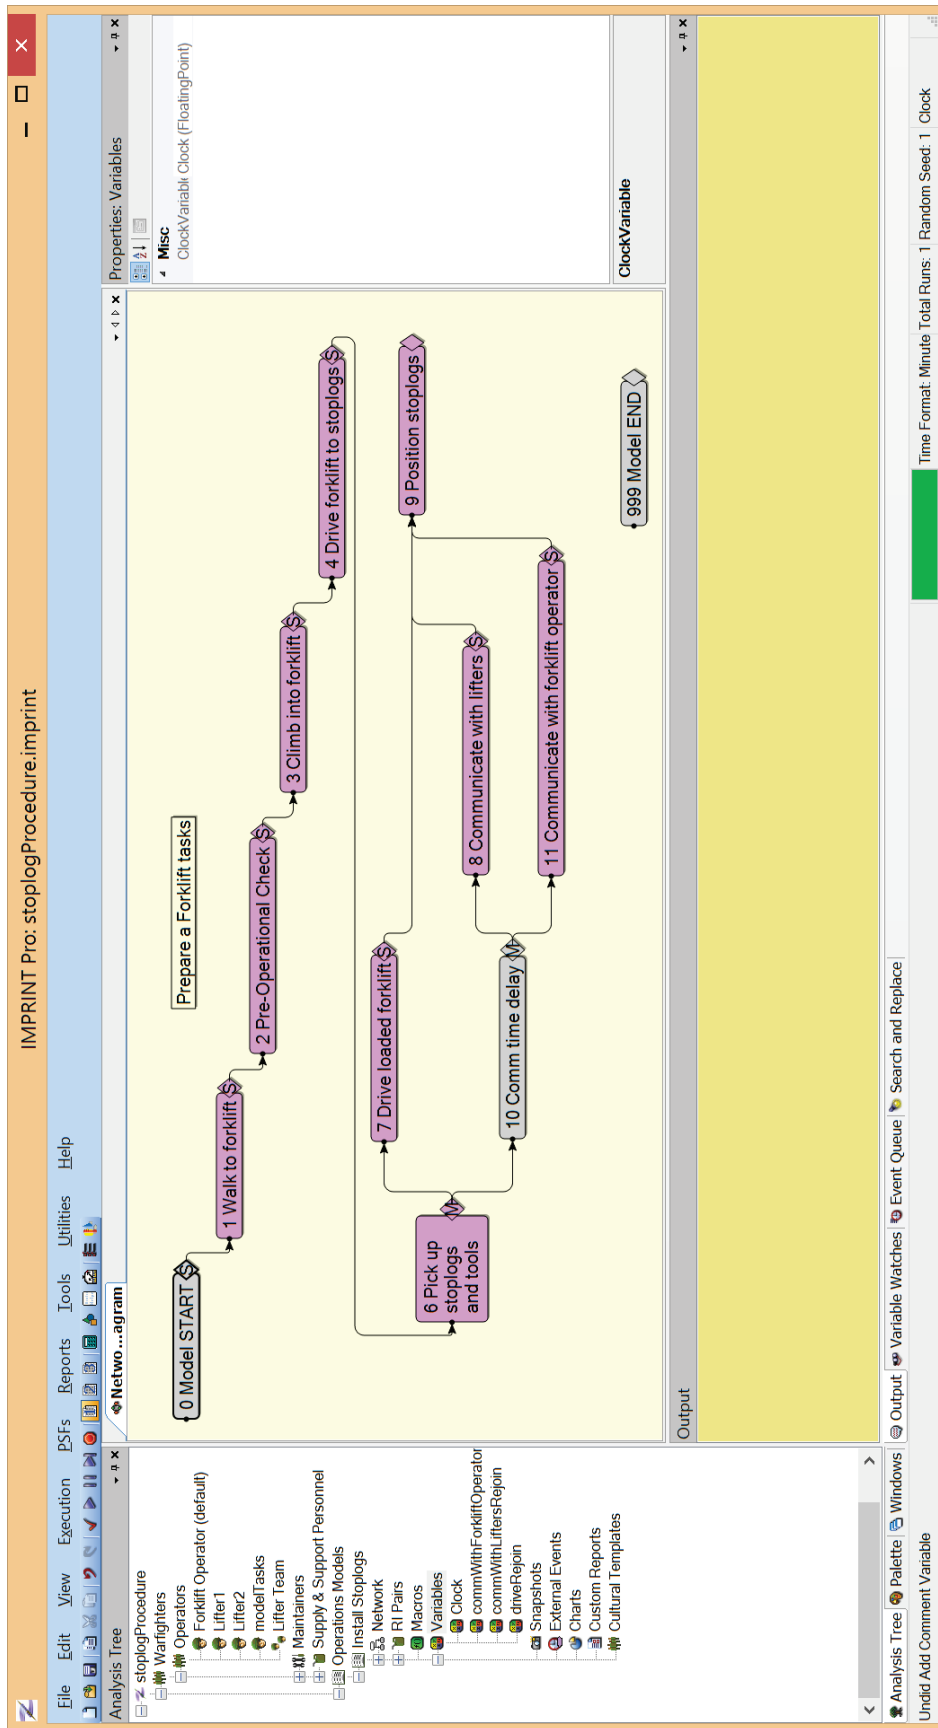 IMPRINT Pro: stoplogProcedure.imprint
File Edit View Execution PSFs Reports Tools Utilities Help
Analysis Tree
stoplogProcedure
Warfighters
Operators
Forklift Operator (default)
Lifter1
Lifter2
modelTasks
Lifter Team
Maintainers
Supply & Support Personnel
Operations Models
Install Stoplogs
Network
RI Pairs
Macros
Variables
Clock
commWithForkliftOperator
commWithLiftersRejoin
driveRejoin
Snapshots
External Events
Charts
Custom Reports
Cultural Templates
Netwo...agram
Prepare a Forklift tasks
0 Model START S
1 Walk to forklift S
2 Pre-Operational Check S
3 Climb into forklift S
4 Drive forklift to stoplogs S
6 Pick up
stoplogs
and tools
M
7 Drive loaded forklift S
9 Position stoplogs
8 Communicate with lifters S
10 Comm time delay M
11 Communicate with forklift operator S
999 Model END
Properties: Variables
Misc
ClockVariabl Clock (FloatingPoint)
ClockVariable
Output
Analysis Tree Palette Windows
Output Variable Watches Event Queue Search and Replace
Undid Add Comment Variable
Time Format: Minute Total Runs: 1 Random Seed: 1 Clock